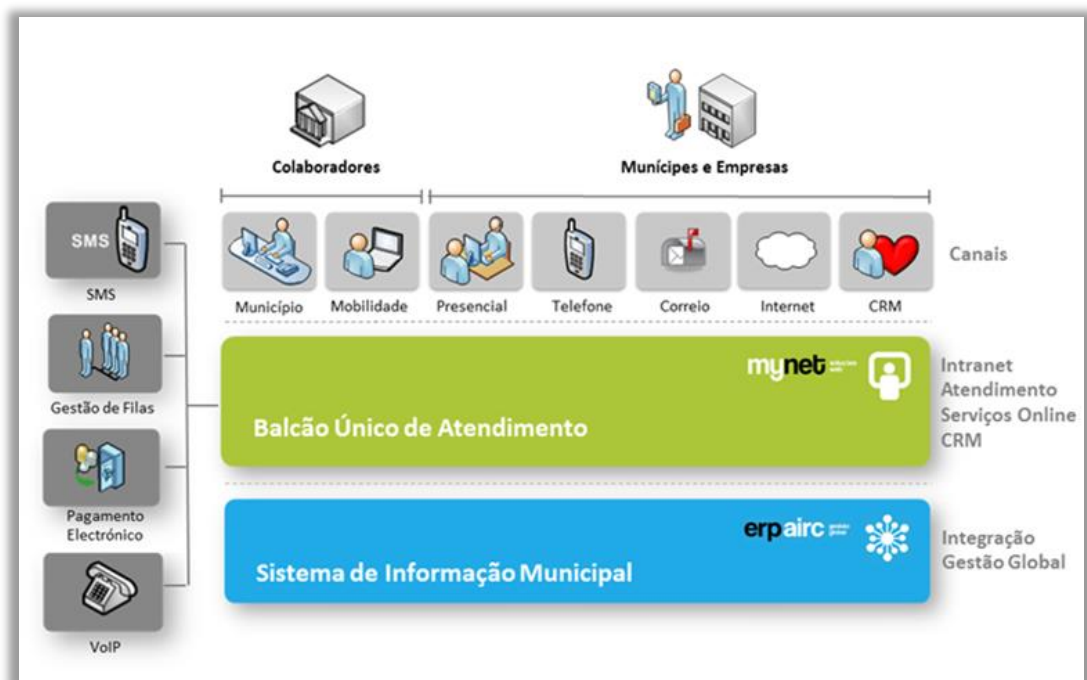 Colaboradores
Munícipes e Empresas
SMS
SMS
Gestão de Filas
Pagamento
Electrónico
VoIP
Município
Mobilidade
Presencial
Telefone
Correio
Internet
CRM
Canais
mynet
Balcão Único de Atendimento
Intranet
Atendimento
Serviços Online
CRM
erpairc
Sistema de Informação Municipal
Integração
Gestão Global